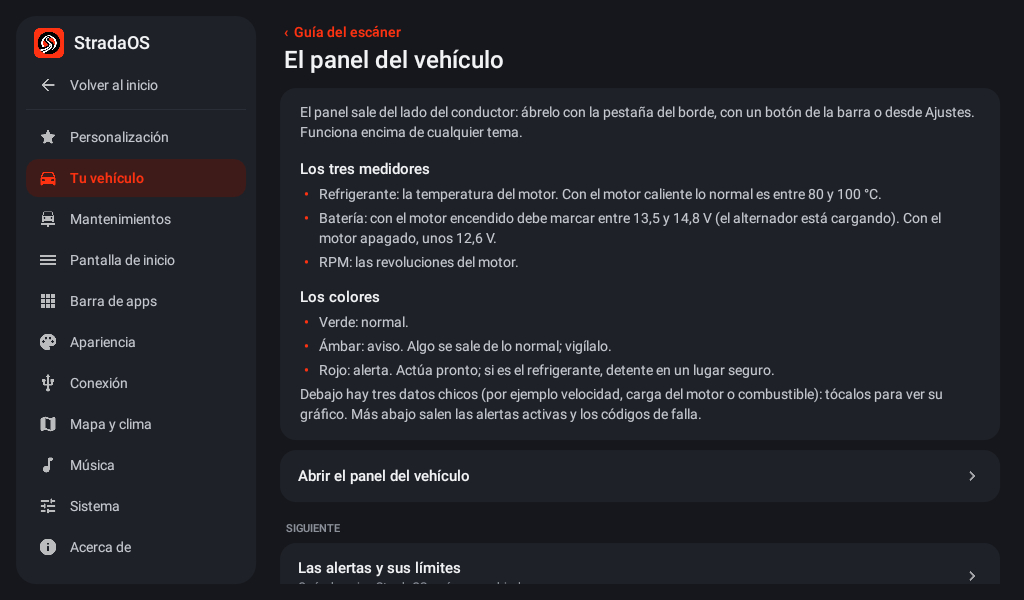 StradaOS
Volver al inicio
Personalización
Tu vehículo
Mantenimientos
Pantalla de inicio
Barra de apps
Apariencia
Conexión
Mapa y clima
Música
Sistema
Acerca de
‹ Guía del escáner
El panel del vehículo
El panel sale del lado del conductor: ábrelo con la pestaña del borde, con un botón de la barra o desde Ajustes.
Funciona encima de cualquier tema.
Los tres medidores
• Refrigerante: la temperatura del motor. Con el motor caliente lo normal es entre 80 y 100 °C.
• Batería: con el motor encendido debe marcar entre 13,5 y 14,8 V (el alternador está cargando). Con el
motor apagado, unos 12,6 V.
• RPM: las revoluciones del motor.
Los colores
• Verde: normal.
• Ámbar: aviso. Algo se sale de lo normal; vigílalo.
• Rojo: alerta. Actúa pronto; si es el refrigerante, detente en un lugar seguro.
Debajo hay tres datos chicos (por ejemplo velocidad, carga del motor o combustible): tócalos para ver su
gráfico. Más abajo salen las alertas activas y los códigos de falla.
Abrir el panel del vehículo
SIGUIENTE
Las alertas y sus límites